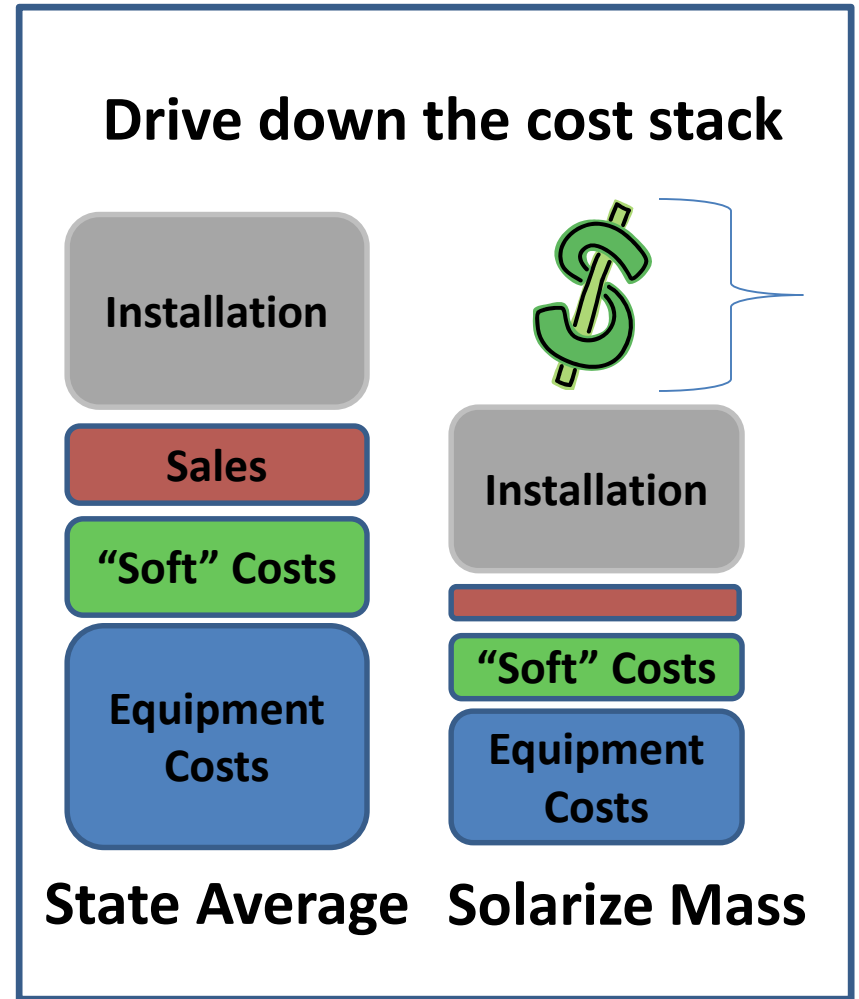 Drive down the cost stack
Installation
Sales
“Soft” Costs
Equipment
Costs
State Average
Installation
“Soft” Costs
Equipment
Costs
Solarize Mass